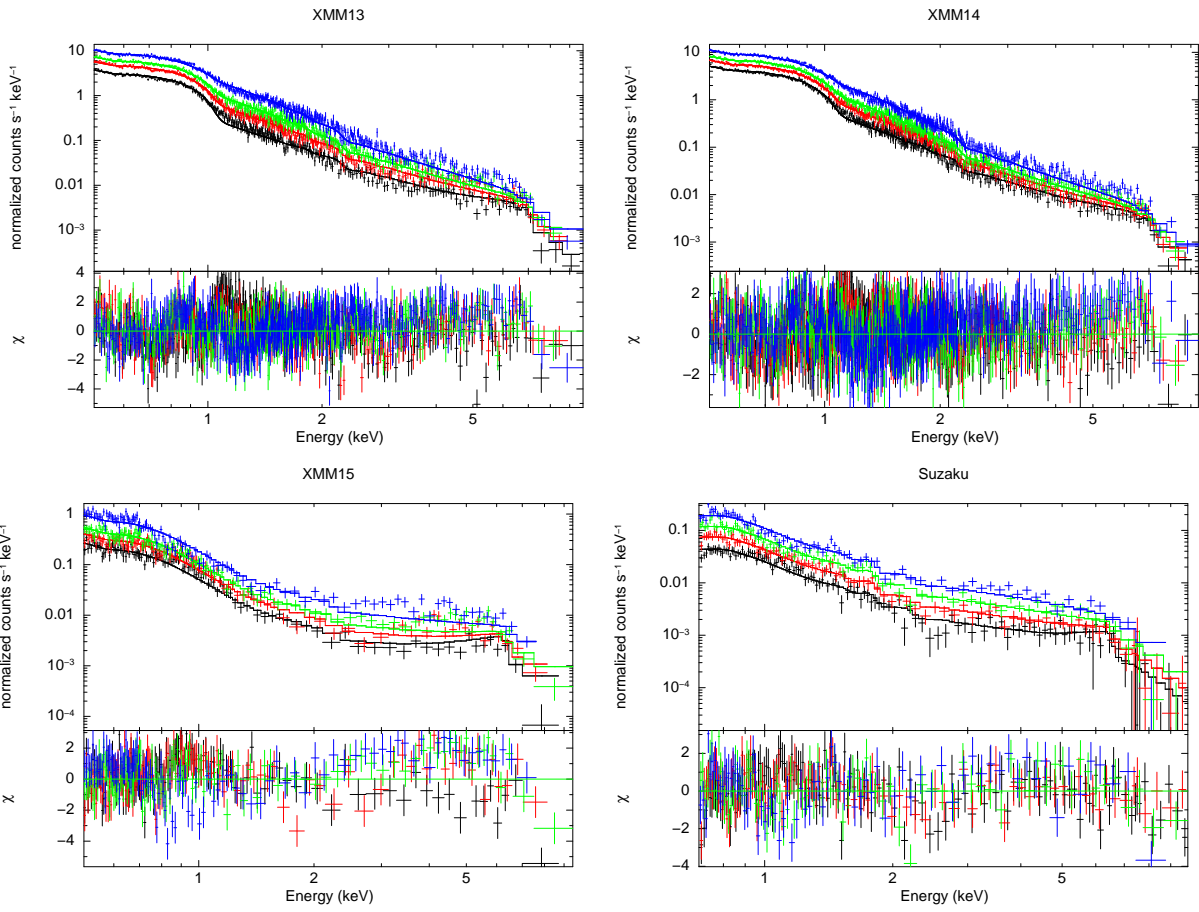 XMM13
10
1
0.1
0.01
10⁻³
normalized counts s⁻¹ keV⁻¹
4
2
0
−2
−4
χ
1
2
5
Energy (keV)
XMM14
10
1
0.1
0.01
10⁻³
normalized counts s⁻¹ keV⁻¹
2
0
−2
χ
1
2
5
Energy (keV)
XMM15
1
0.1
0.01
10⁻³
10⁻⁴
normalized counts s⁻¹ keV⁻¹
2
0
−2
−4
χ
1
2
5
Energy (keV)
Suzaku
0.1
0.01
10⁻³
10⁻⁴
normalized counts s⁻¹ keV⁻¹
2
0
−2
−4
χ
1
2
5
Energy (keV)